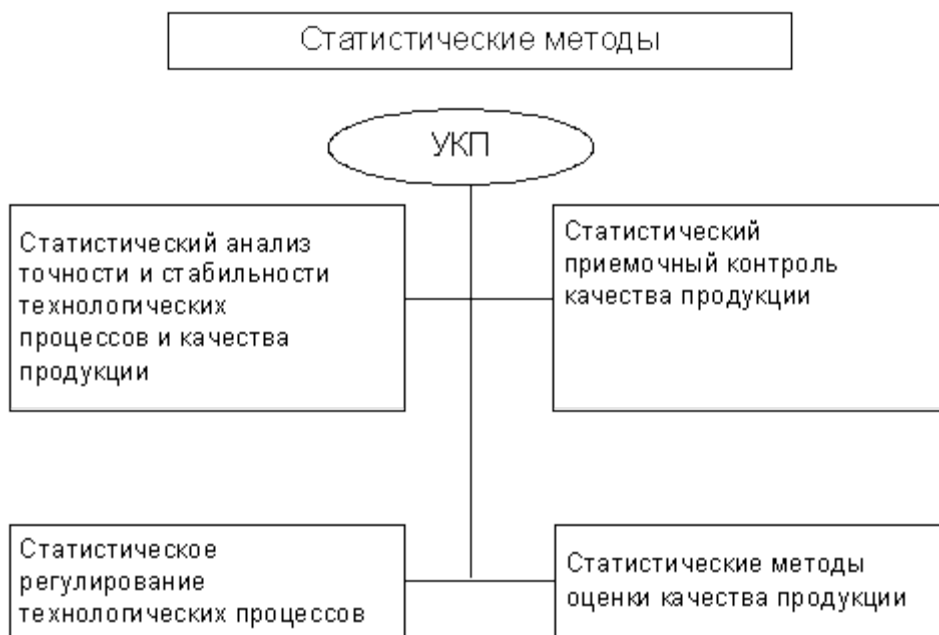 Статистические методы
УКП
Статистический анализ
точности и стабильности
технологических
процессов и качества
продукции
Статистический
приемочный контроль
качества продукции
Статистическое
регулирование
технологических процессов
Статистические методы
оценки качества продукции